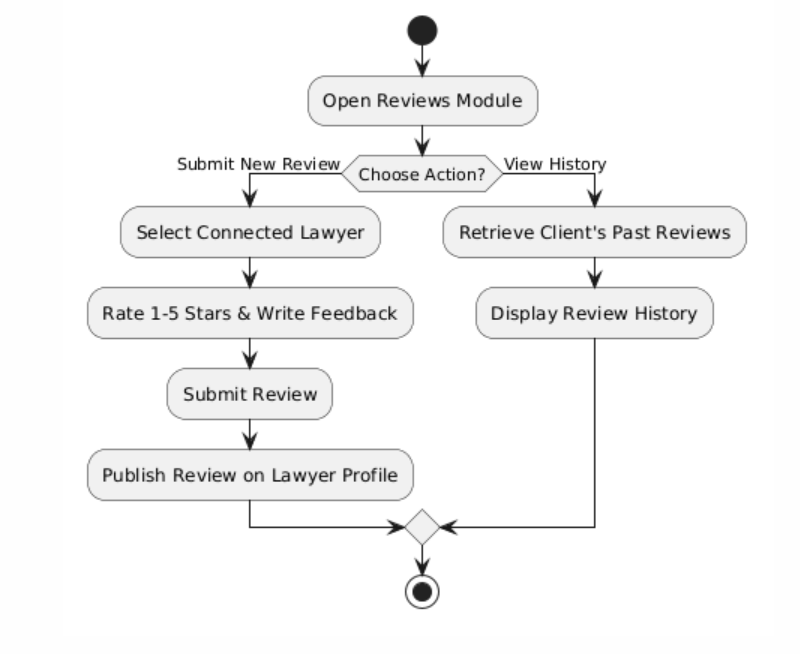 Open Reviews Module
Submit New Review
Choose Action?
View History
Select Connected Lawyer
Retrieve Client's Past Reviews
Rate 1-5 Stars & Write Feedback
Display Review History
Submit Review
Publish Review on Lawyer Profile